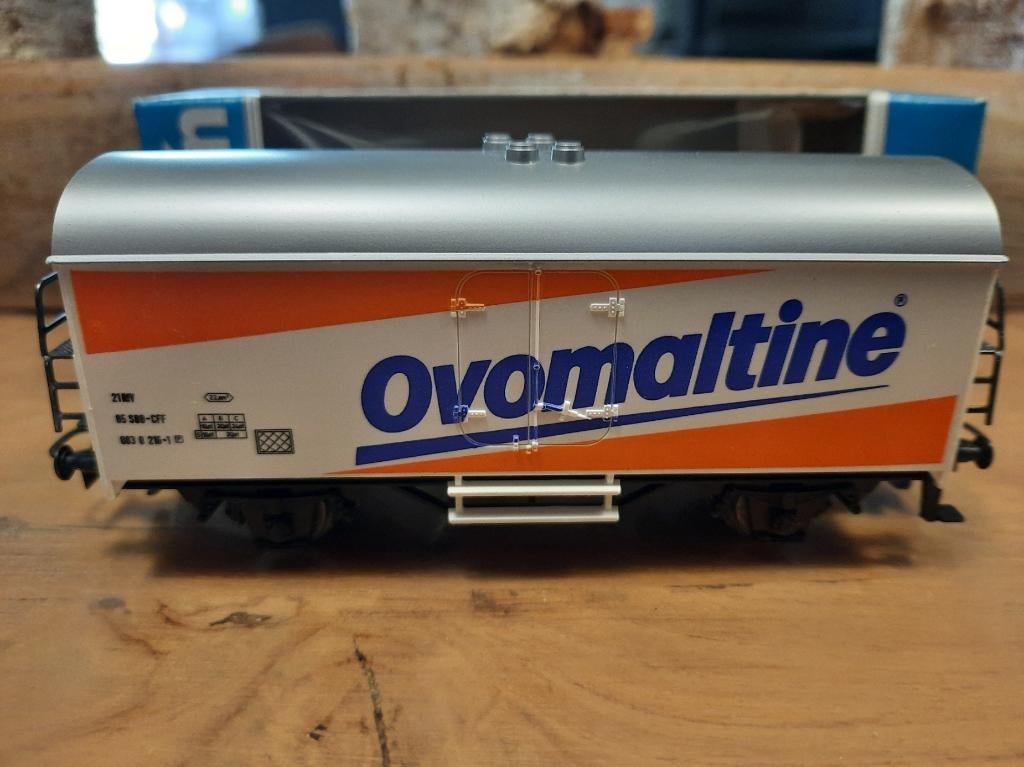 Ovomaltine®
21 RIV
85 SBB-CFF
083 0 216-1 P
A B C